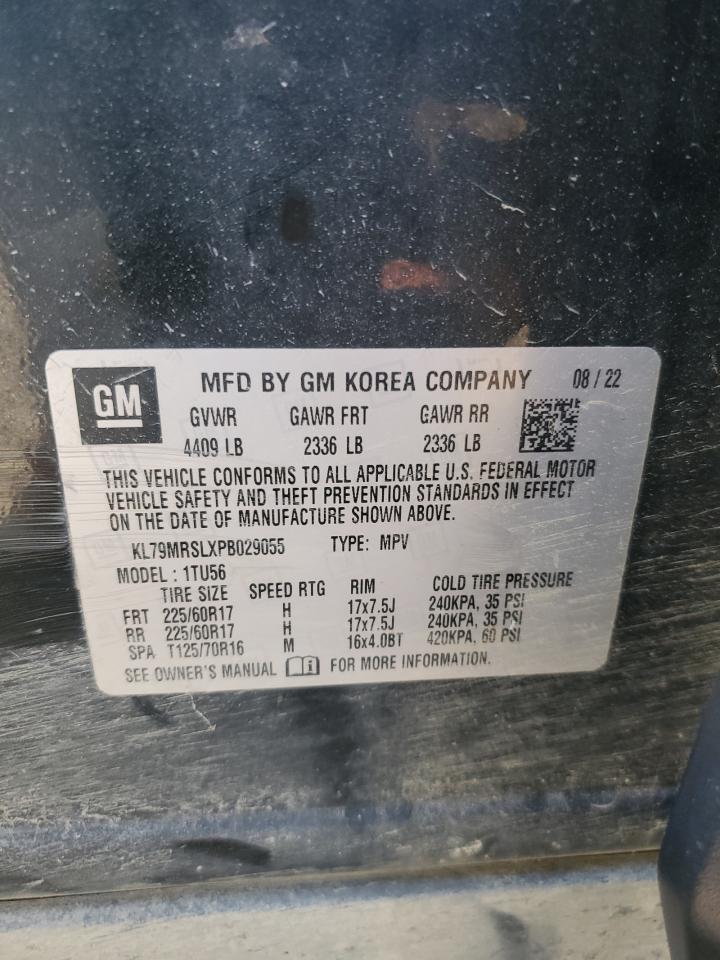 GM MFD BY GM KOREA COMPANY 08 / 22
GVWR GAWR FRT GAWR RR
4409 LB 2336 LB 2336 LB
THIS VEHICLE CONFORMS TO ALL APPLICABLE U.S. FEDERAL MOTOR
VEHICLE SAFETY AND THEFT PREVENTION STANDARDS IN EFFECT
ON THE DATE OF MANUFACTURE SHOWN ABOVE.
KL79MRSLXPB029055 TYPE: MPV
MODEL : 1TU56
TIRE SIZE SPEED RTG RIM COLD TIRE PRESSURE
FRT 225/60R17 H 17x7.5J 240KPA, 35 PSI
RR 225/60R17 H 17x7.5J 240KPA, 35 PSI
SPA T125/70R16 M 16x4.0BT 420KPA, 60 PSI
SEE OWNER'S MANUAL FOR MORE INFORMATION.